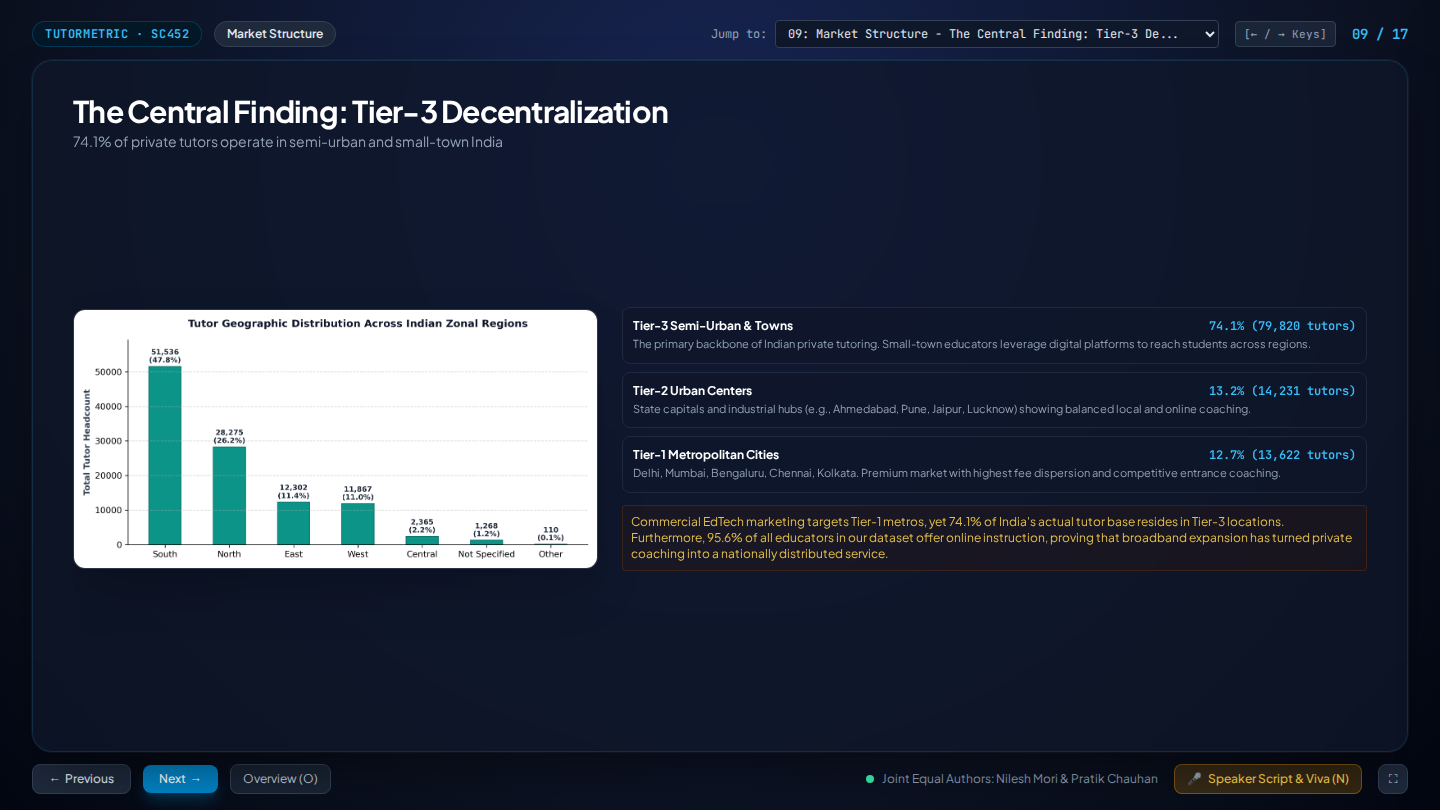 TUTORMETRIC · SC452
Market Structure
Jump to:
09: Market Structure - The Central Finding: Tier-3 De...
[← / → Keys]
09 / 17
The Central Finding: Tier-3 Decentralization
74.1% of private tutors operate in semi-urban and small-town India
Tutor Geographic Distribution Across Indian Zonal Regions
Total Tutor Headcount
50000
40000
30000
20000
10000
0
51,536
(47.8%)
28,275
(26.2%)
12,302
(11.4%)
11,867
(11.0%)
2,365
(2.2%)
1,268
(1.2%)
110
(0.1%)
South
North
East
West
Central
Not Specified
Other
Tier-3 Semi-Urban & Towns
74.1% (79,820 tutors)
The primary backbone of Indian private tutoring. Small-town educators leverage digital platforms to reach students across regions.
Tier-2 Urban Centers
13.2% (14,231 tutors)
State capitals and industrial hubs (e.g., Ahmedabad, Pune, Jaipur, Lucknow) showing balanced local and online coaching.
Tier-1 Metropolitan Cities
12.7% (13,622 tutors)
Delhi, Mumbai, Bengaluru, Chennai, Kolkata. Premium market with highest fee dispersion and competitive entrance coaching.
Commercial EdTech marketing targets Tier-1 metros, yet 74.1% of India's actual tutor base resides in Tier-3 locations.
Furthermore, 95.6% of all educators in our dataset offer online instruction, proving that broadband expansion has turned private
coaching into a nationally distributed service.
← Previous
Next →
Overview (O)
Joint Equal Authors: Nilesh Mori & Pratik Chauhan
🎤 Speaker Script & Viva (N)